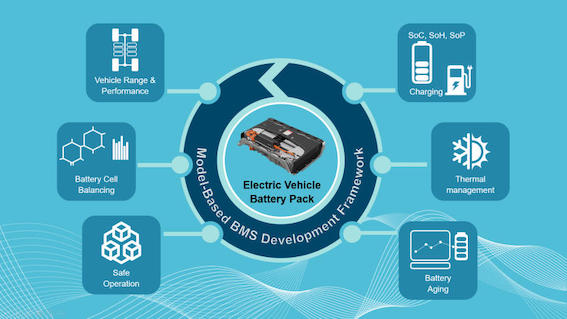 Vehicle Range &
Performance
Battery Cell
Balancing
Safe
Operation
Electric Vehicle
Battery Pack
Model-Based BMS Development Framework
SoC, SoH, SoP
Charging
Thermal
management
Battery
Aging